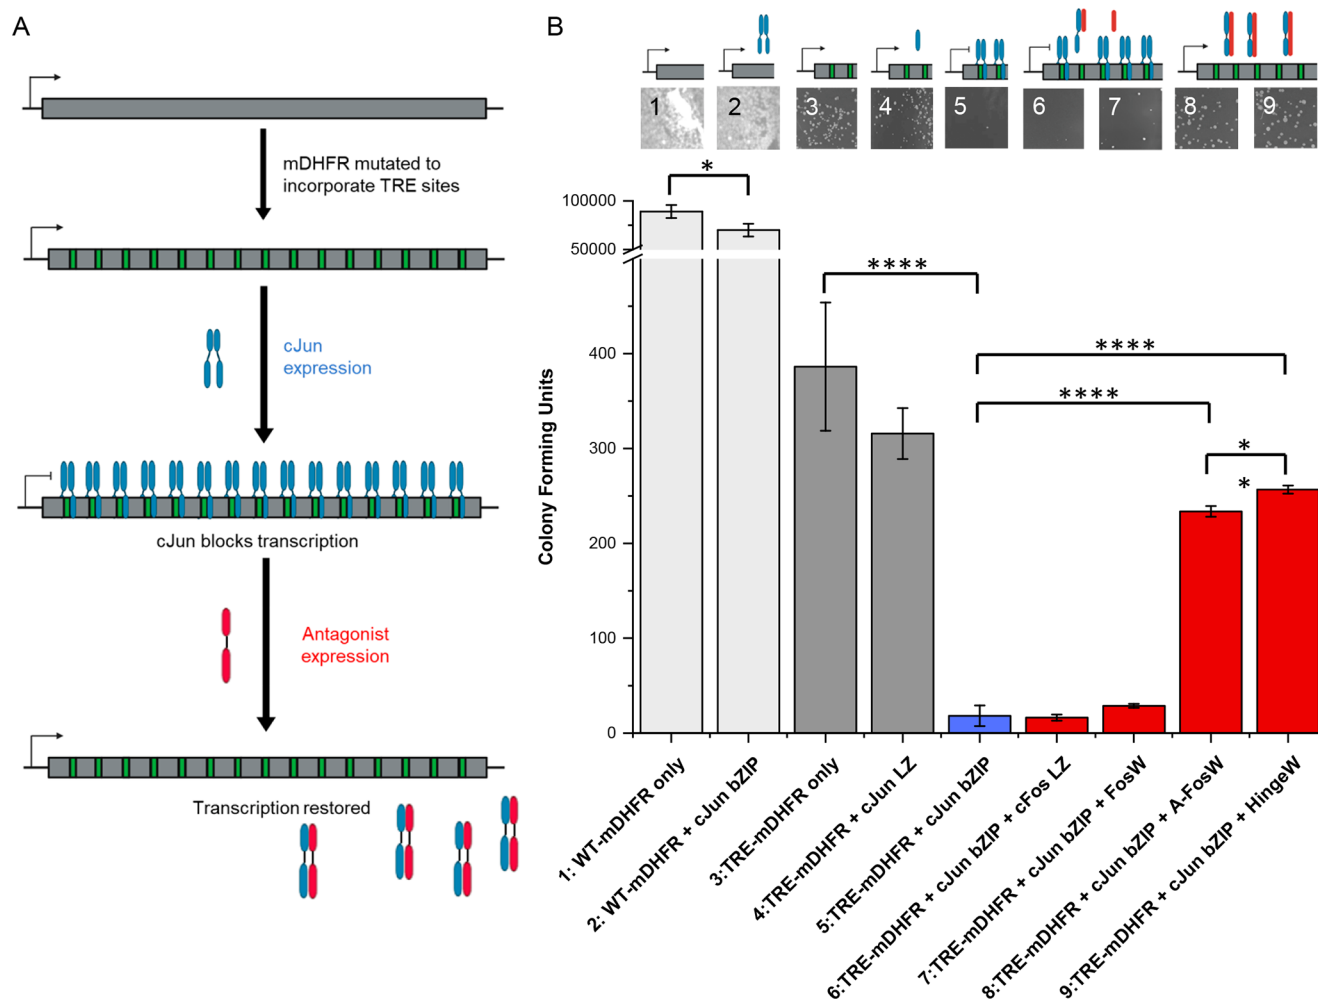 A
mDHFR mutated to
incorporate TRE sites
cJun
expression
cJun blocks transcription
Antagonist
expression
Transcription restored
B
1
2
3
4
5
6
7
8
9
*
****
****
****
*
*
100000
50000
400
300
200
100
0
Colony Forming Units
1: WT-mDHFR only
2: WT-mDHFR + cJun bZIP
3:TRE-mDHFR only
4:TRE-mDHFR + cJun LZ
5:TRE-mDHFR + cJun bZIP
6:TRE-mDHFR + cJun bZIP + cFos LZ
7:TRE-mDHFR + cJun bZIP + FosW
8:TRE-mDHFR + cJun bZIP + A-FosW
9:TRE-mDHFR + cJun bZIP + HingeW